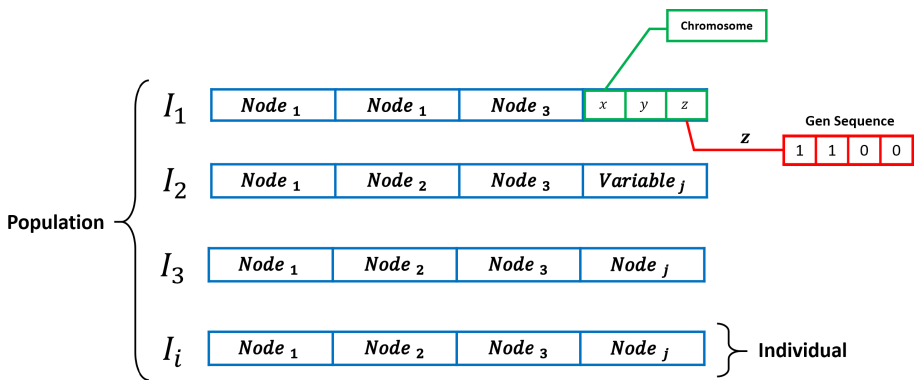 Chromosome
I₁ Node ₁ Node ₁ Node ₃ x y z
Gen Sequence
z 1 1 0 0
I₂ Node ₁ Node ₂ Node ₃ Variable ⱼ
Population
I₃ Node ₁ Node ₂ Node ₃ Node ⱼ
Iᵢ Node ₁ Node ₂ Node ₃ Node ⱼ Individual